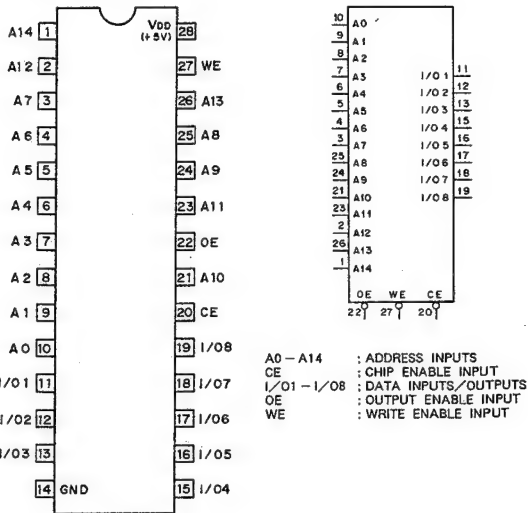 A14 1 VDD (+5V) 28
A12 2 27 WE
A7 3 26 A13
A6 4 25 A8
A5 5 24 A9
A4 6 23 A11
A3 7 22 OE
A2 8 21 A10
A1 9 20 CE
A0 10 19 I/O8
I/O1 11 18 I/O7
I/O2 12 17 I/O6
I/O3 13 16 I/O5
14 GND 15 I/O4
10 A0
9 A1
8 A2
7 A3 I/O1 11
6 A4 I/O2 12
5 A5 I/O3 13
4 A6 I/O4 15
3 A7 I/O5 16
25 A8 I/O6 17
24 A9 I/O7 18
21 A10 I/O8 19
23 A11
2 A12
26 A13
1 A14
OE WE CE
22 27 20
A0-A14 : ADDRESS INPUTS
CE : CHIP ENABLE INPUT
I/O1-I/O8 : DATA INPUTS/OUTPUTS
OE : OUTPUT ENABLE INPUT
WE : WRITE ENABLE INPUT